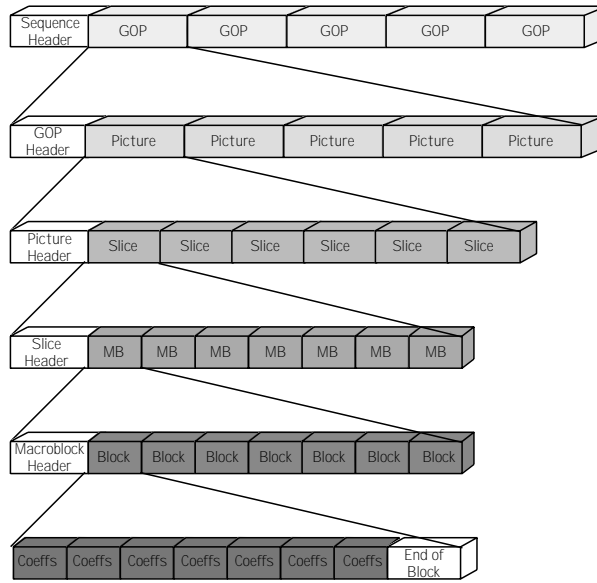 Sequence Header GOP GOP GOP GOP GOP
GOP Header Picture Picture Picture Picture Picture
Picture Header Slice Slice Slice Slice Slice Slice
Slice Header MB MB MB MB MB MB MB
Macroblock Header Block Block Block Block Block Block Block
Coeffs Coeffs Coeffs Coeffs Coeffs Coeffs Coeffs End of Block